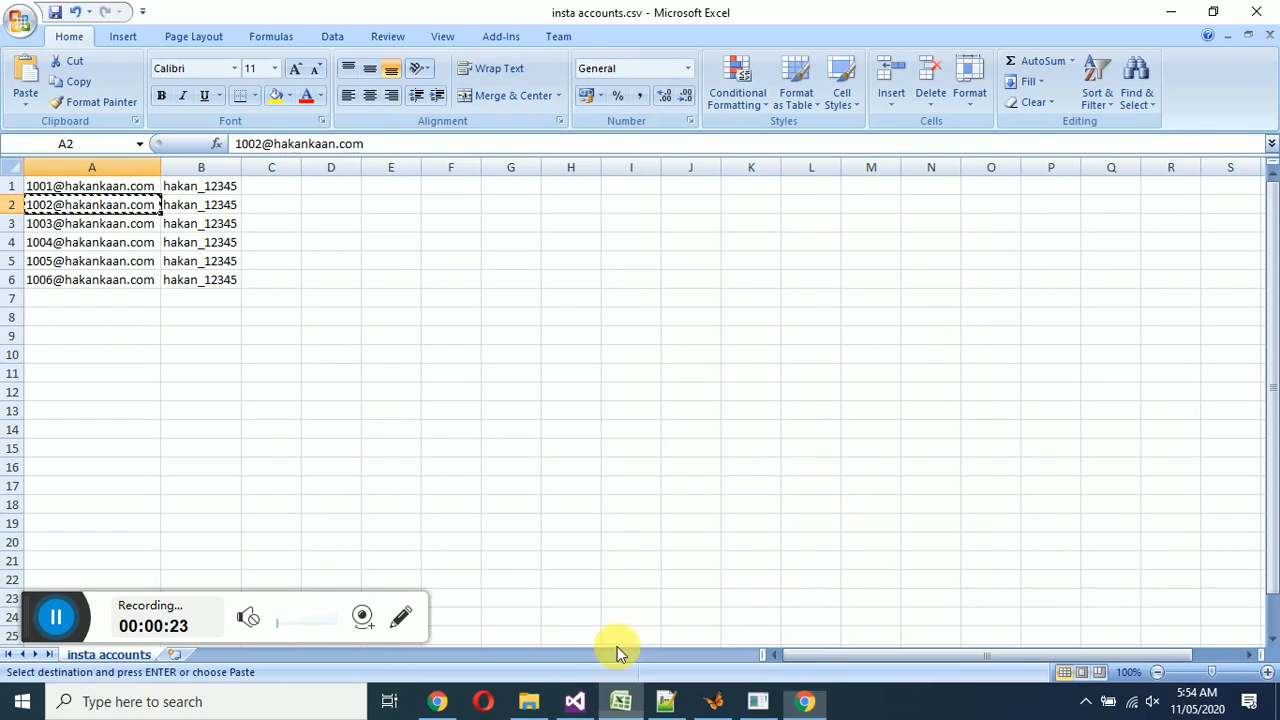 insta accounts.csv - Microsoft Excel
Home Insert Page Layout Formulas Data Review View Add-Ins Team
Paste
Cut
Copy
Format Painter
Clipboard
Calibri 11
B I U
Font
Wrap Text
Merge & Center
Alignment
General
% ,
Number
Conditional Formatting
Format as Table
Cell Styles
Styles
Insert
Delete
Format
Cells
Σ AutoSum
Fill
Clear
Sort & Filter
Find & Select
Editing
A2 fx 1002@hakankaan.com
A B C D E F G H I J K L M N O P Q R S
1 1001@hakankaan.com hakan_12345
2 1002@hakankaan.com hakan_12345
3 1003@hakankaan.com hakan_12345
4 1004@hakankaan.com hakan_12345
5 1005@hakankaan.com hakan_12345
6 1006@hakankaan.com hakan_12345
7
8
9
10
11
12
13
14
15
16
17
18
19
20
21
22
23
24
25
Recording...
00:00:23
insta accounts
Select destination and press ENTER or choose Paste
100%
Type here to search
5:54 AM
11/05/2020